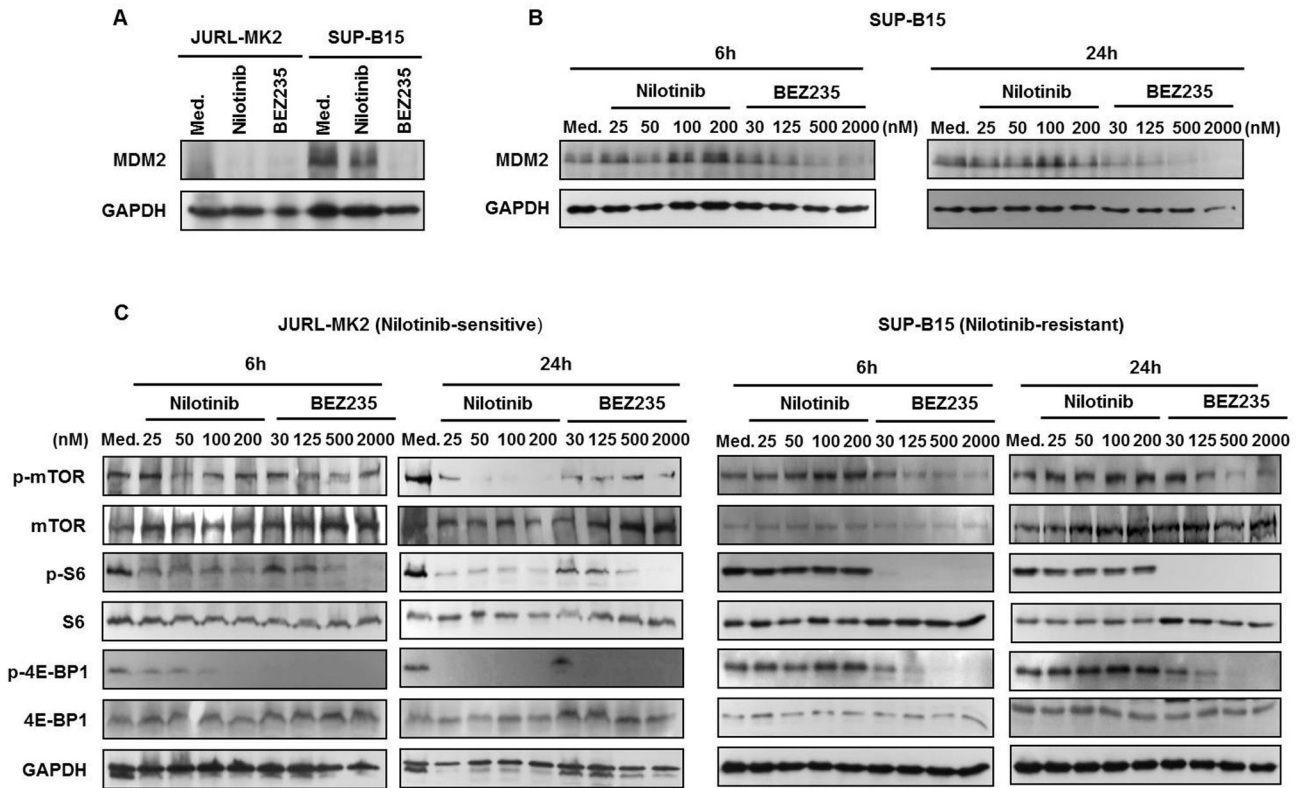 A
JURL-MK2 SUP-B15
Med. Nilotinib BEZ235 Med. Nilotinib BEZ235
MDM2
GAPDH
B
SUP-B15
6h 24h
Nilotinib BEZ235 Nilotinib BEZ235
Med. 25 50 100 200 30 125 500 2000 (nM) Med. 25 50 100 200 30 125 500 2000 (nM)
MDM2
GAPDH
C
JURL-MK2 (Nilotinib-sensitive) SUP-B15 (Nilotinib-resistant)
6h 24h 6h 24h
Nilotinib BEZ235 Nilotinib BEZ235 Nilotinib BEZ235 Nilotinib BEZ235
(nM) Med. 25 50 100 200 30 125 500 2000 Med. 25 50 100 200 30 125 500 2000 Med. 25 50 100 200 30 125 500 2000 Med. 25 50 100 200 30 125 500 2000
p-mTOR
mTOR
p-S6
S6
p-4E-BP1
4E-BP1
GAPDH